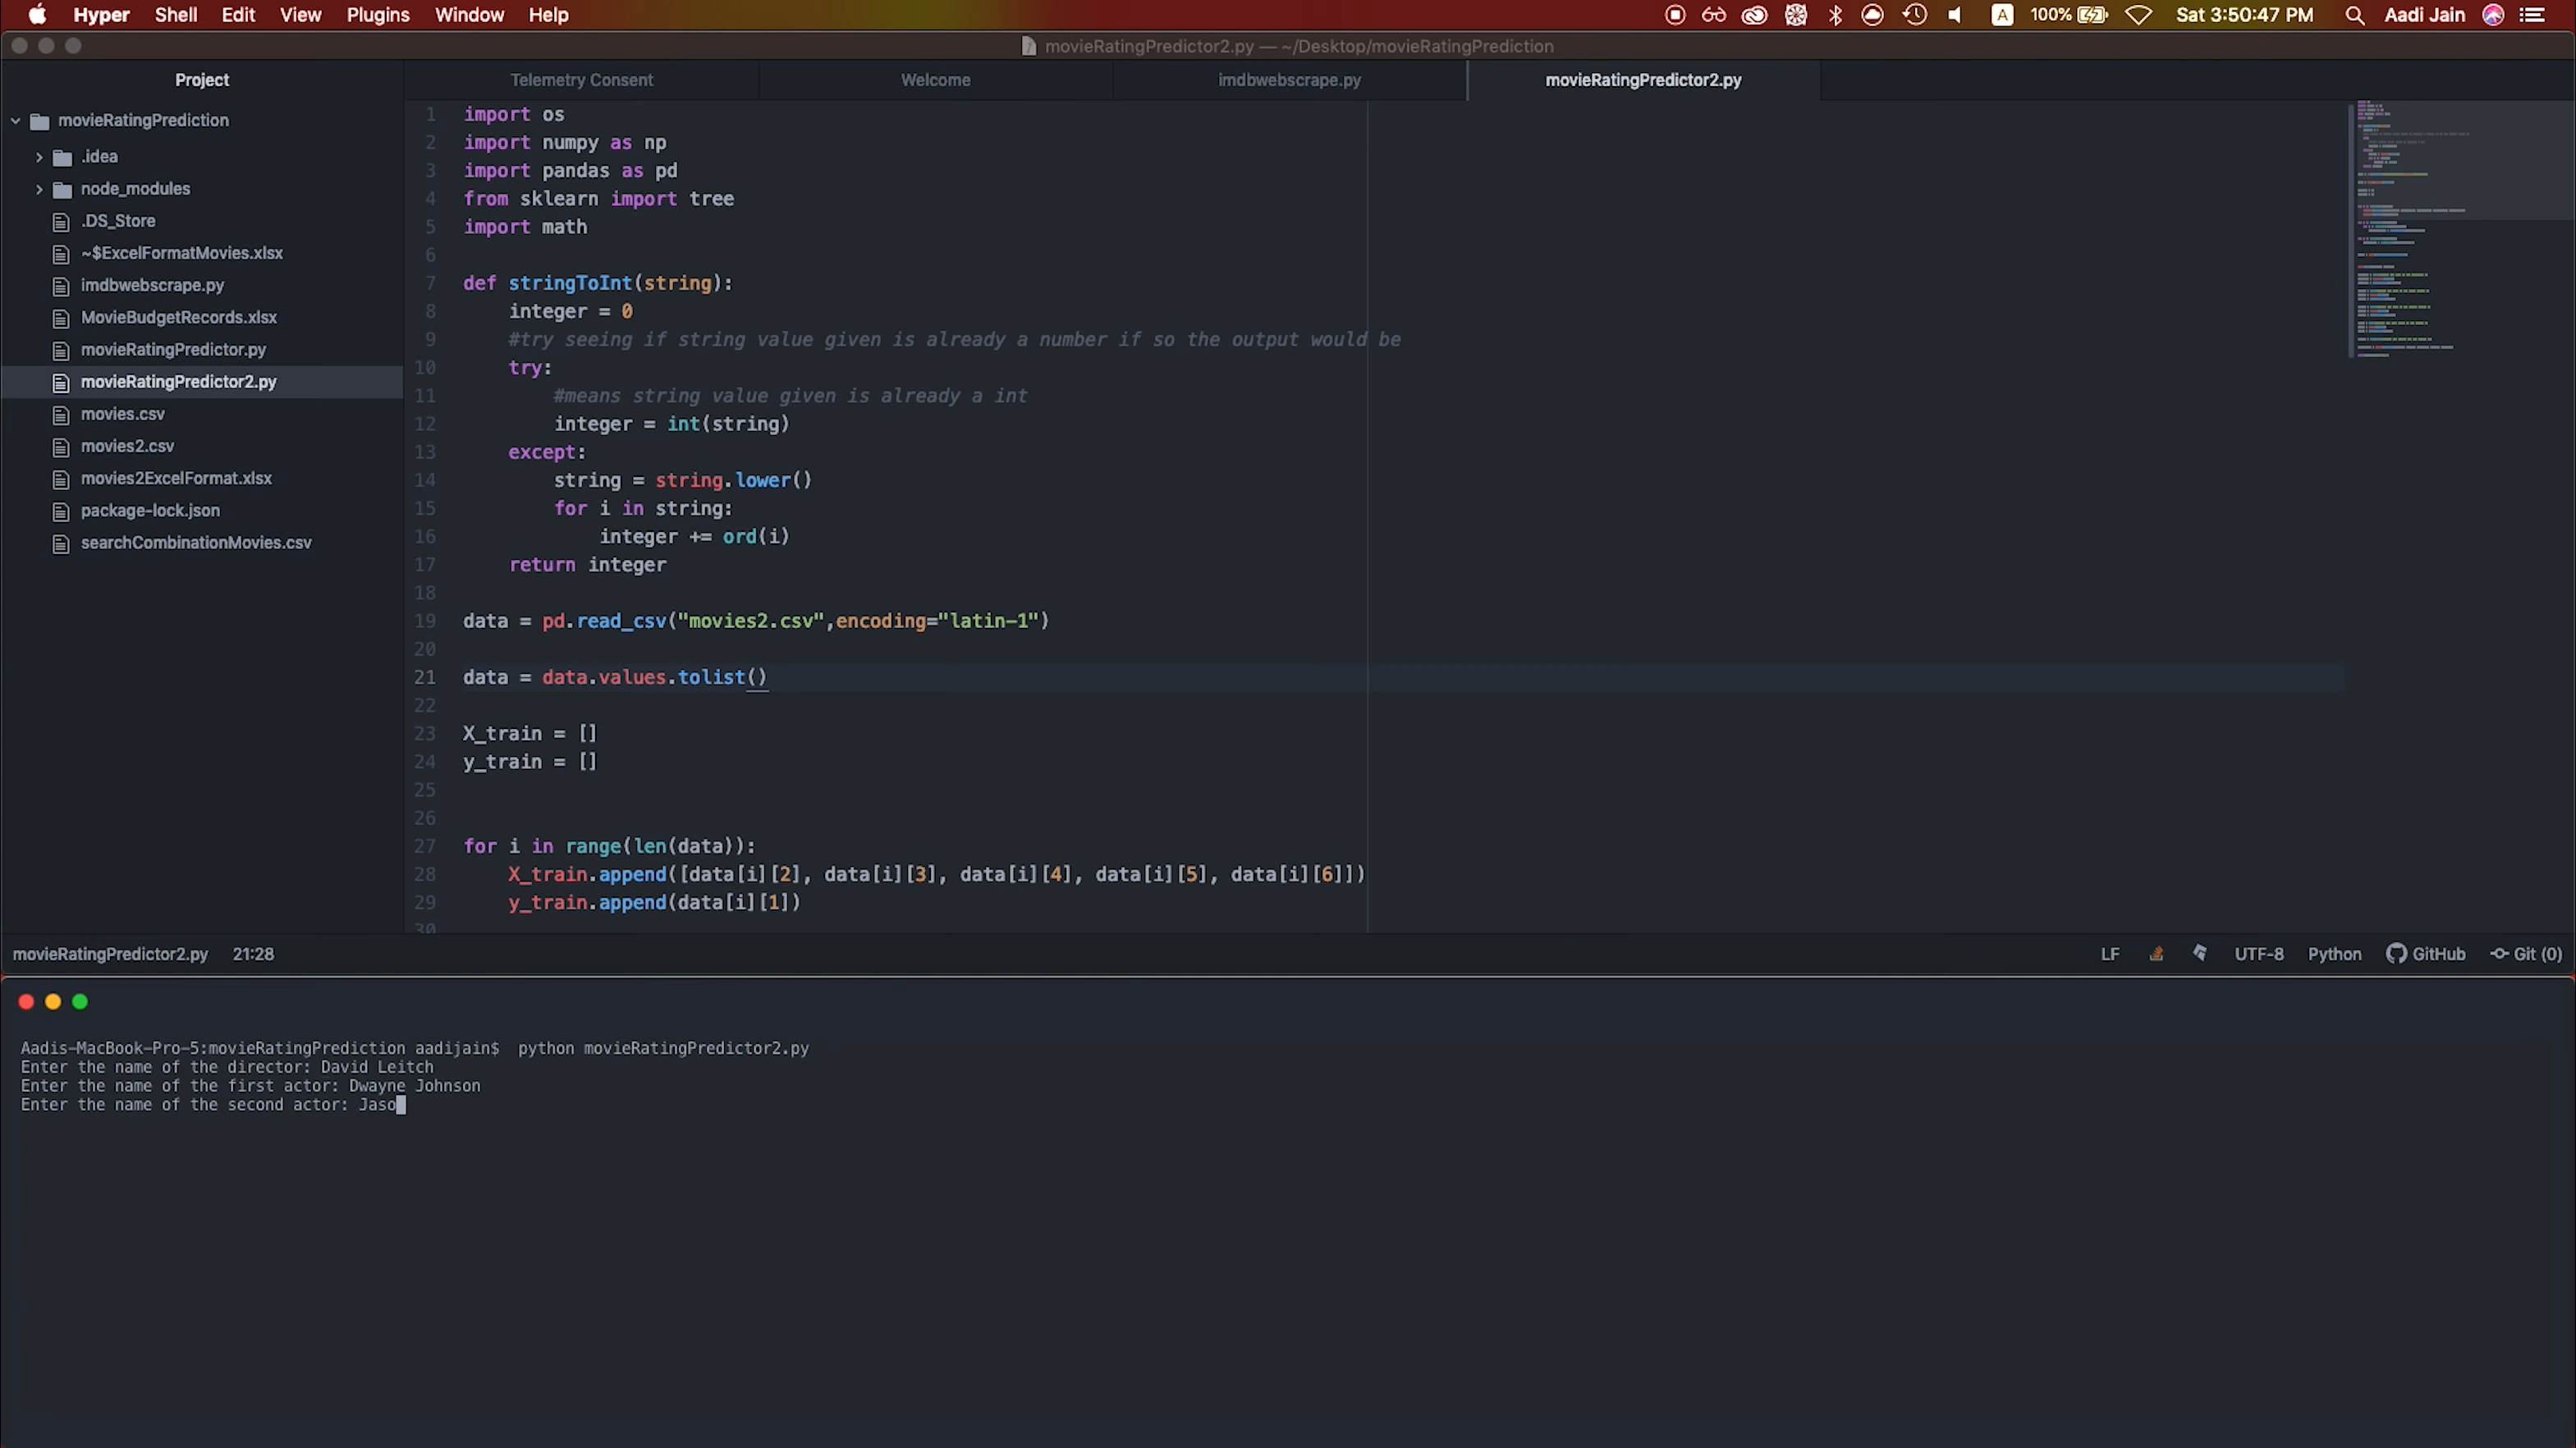 Hyper Shell Edit View Plugins Window Help
A 100% Sat 3:50:47 PM Aadi Jain
movieRatingPredictor2.py — ~/Desktop/movieRatingPrediction
Project
Telemetry Consent Welcome imdbwebscrape.py movieRatingPredictor2.py
movieRatingPrediction
.idea
node_modules
.DS_Store
~$ExcelFormatMovies.xlsx
imdbwebscrape.py
MovieBudgetRecords.xlsx
movieRatingPredictor.py
movieRatingPredictor2.py
movies.csv
movies2.csv
movies2ExcelFormat.xlsx
package-lock.json
searchCombinationMovies.csv
1 import os
2 import numpy as np
3 import pandas as pd
4 from sklearn import tree
5 import math
6
7 def stringToInt(string):
8     integer = 0
9     #try seeing if string value given is already a number if so the output would be
10     try:
11         #means string value given is already a int
12         integer = int(string)
13     except:
14         string = string.lower()
15         for i in string:
16             integer += ord(i)
17     return integer
18
19 data = pd.read_csv("movies2.csv",encoding="latin-1")
20
21 data = data.values.tolist()
22
23 X_train = []
24 y_train = []
25
26
27 for i in range(len(data)):
28     X_train.append([data[i][2], data[i][3], data[i][4], data[i][5], data[i][6]])
29     y_train.append(data[i][1])
30
movieRatingPredictor2.py 21:28 LF UTF-8 Python GitHub Git (0)
Aadis-MacBook-Pro-5:movieRatingPrediction aadijain$  python movieRatingPredictor2.py
Enter the name of the director: David Leitch
Enter the name of the first actor: Dwayne Johnson
Enter the name of the second actor: Jaso